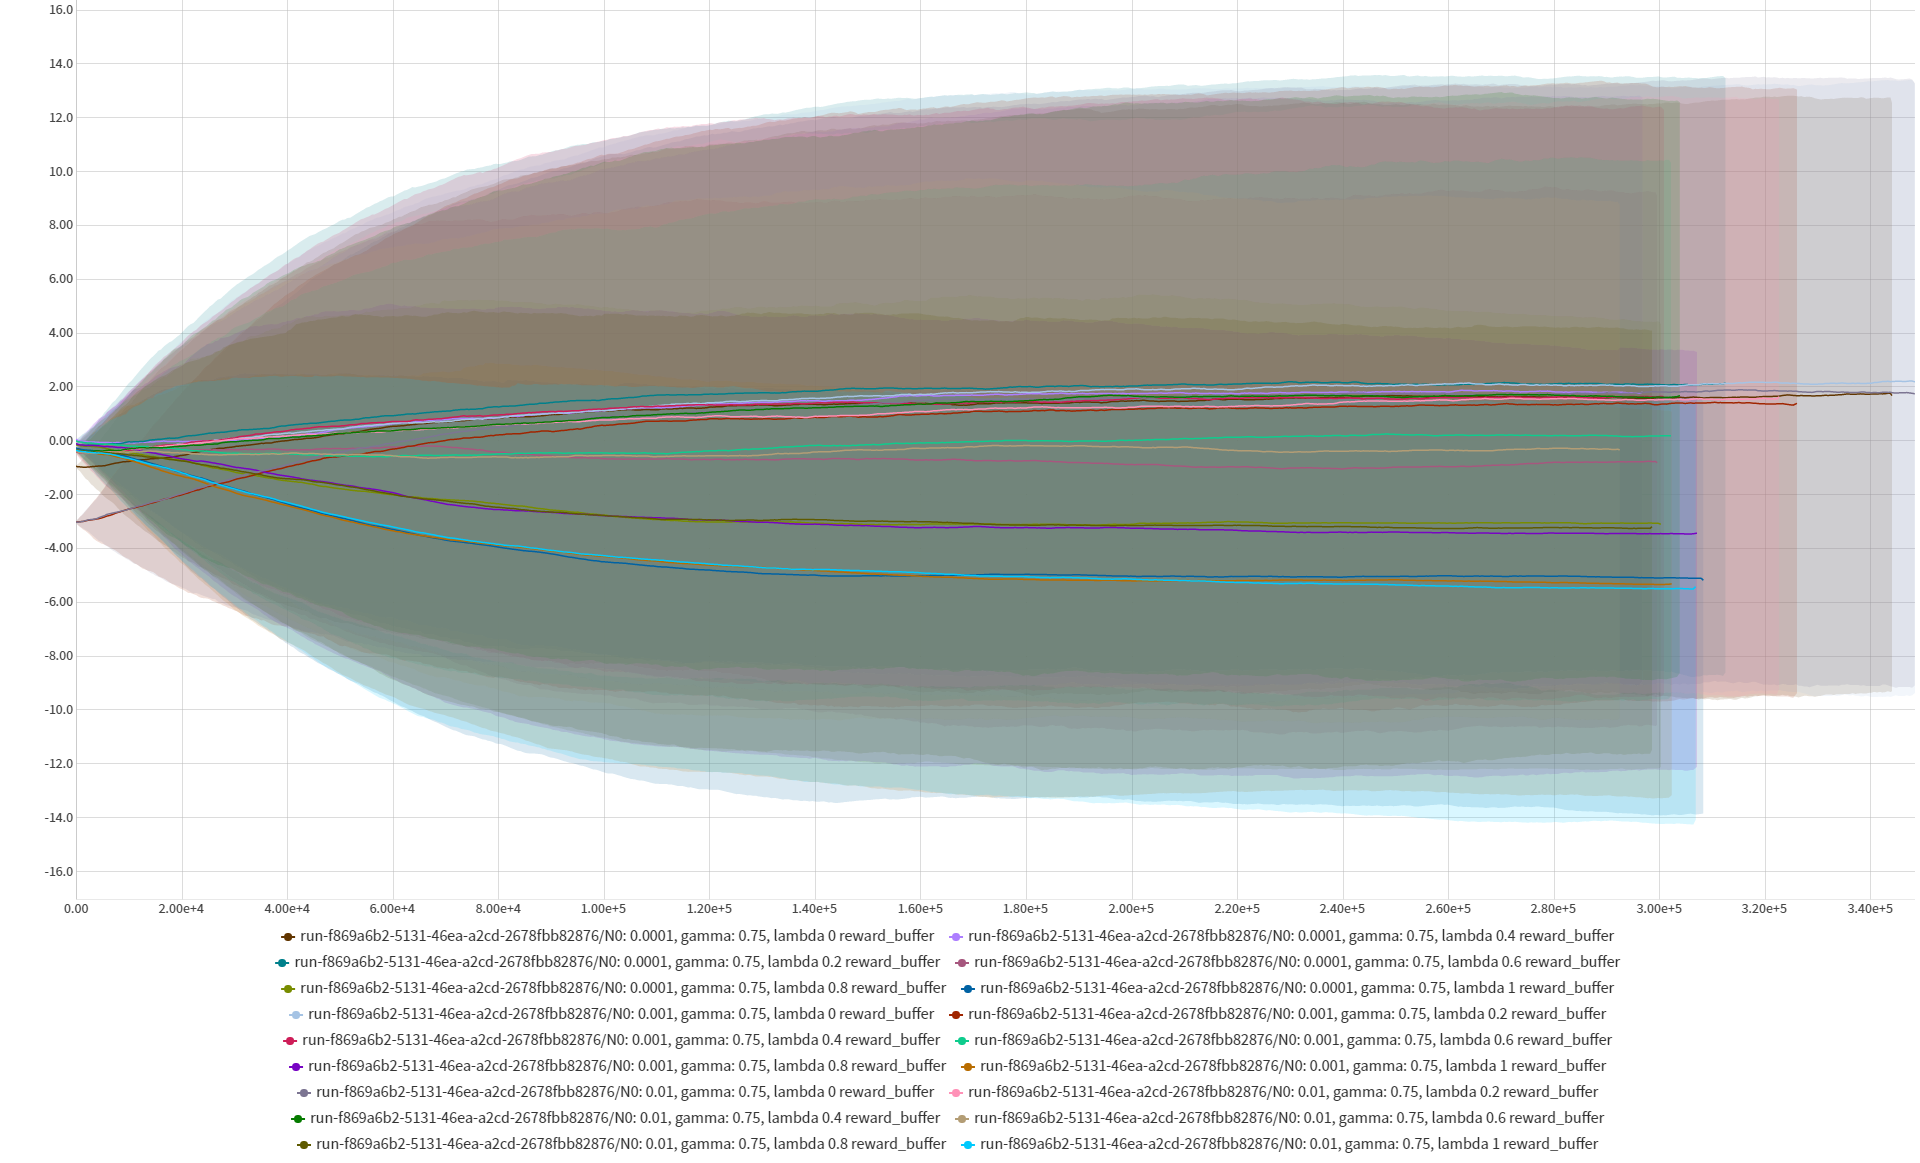 16.0
14.0
12.0
10.0
8.00
6.00
4.00
2.00
0.00
-2.00
-4.00
-6.00
-8.00
-10.0
-12.0
-14.0
-16.0
0.00 2.00e+4 4.00e+4 6.00e+4 8.00e+4 1.00e+5 1.20e+5 1.40e+5 1.60e+5 1.80e+5 2.00e+5 2.20e+5 2.40e+5 2.60e+5 2.80e+5 3.00e+5 3.20e+5 3.40e+5
run-f869a6b2-5131-46ea-a2cd-2678fbb82876/N0: 0.0001, gamma: 0.75, lambda 0 reward_buffer run-f869a6b2-5131-46ea-a2cd-2678fbb82876/N0: 0.0001, gamma: 0.75, lambda 0.4 reward_buffer
run-f869a6b2-5131-46ea-a2cd-2678fbb82876/N0: 0.0001, gamma: 0.75, lambda 0.2 reward_buffer run-f869a6b2-5131-46ea-a2cd-2678fbb82876/N0: 0.0001, gamma: 0.75, lambda 0.6 reward_buffer
run-f869a6b2-5131-46ea-a2cd-2678fbb82876/N0: 0.0001, gamma: 0.75, lambda 0.8 reward_buffer run-f869a6b2-5131-46ea-a2cd-2678fbb82876/N0: 0.0001, gamma: 0.75, lambda 1 reward_buffer
run-f869a6b2-5131-46ea-a2cd-2678fbb82876/N0: 0.001, gamma: 0.75, lambda 0 reward_buffer run-f869a6b2-5131-46ea-a2cd-2678fbb82876/N0: 0.001, gamma: 0.75, lambda 0.2 reward_buffer
run-f869a6b2-5131-46ea-a2cd-2678fbb82876/N0: 0.001, gamma: 0.75, lambda 0.4 reward_buffer run-f869a6b2-5131-46ea-a2cd-2678fbb82876/N0: 0.001, gamma: 0.75, lambda 0.6 reward_buffer
run-f869a6b2-5131-46ea-a2cd-2678fbb82876/N0: 0.001, gamma: 0.75, lambda 0.8 reward_buffer run-f869a6b2-5131-46ea-a2cd-2678fbb82876/N0: 0.001, gamma: 0.75, lambda 1 reward_buffer
run-f869a6b2-5131-46ea-a2cd-2678fbb82876/N0: 0.01, gamma: 0.75, lambda 0 reward_buffer run-f869a6b2-5131-46ea-a2cd-2678fbb82876/N0: 0.01, gamma: 0.75, lambda 0.2 reward_buffer
run-f869a6b2-5131-46ea-a2cd-2678fbb82876/N0: 0.01, gamma: 0.75, lambda 0.4 reward_buffer run-f869a6b2-5131-46ea-a2cd-2678fbb82876/N0: 0.01, gamma: 0.75, lambda 0.6 reward_buffer
run-f869a6b2-5131-46ea-a2cd-2678fbb82876/N0: 0.01, gamma: 0.75, lambda 0.8 reward_buffer run-f869a6b2-5131-46ea-a2cd-2678fbb82876/N0: 0.01, gamma: 0.75, lambda 1 reward_buffer